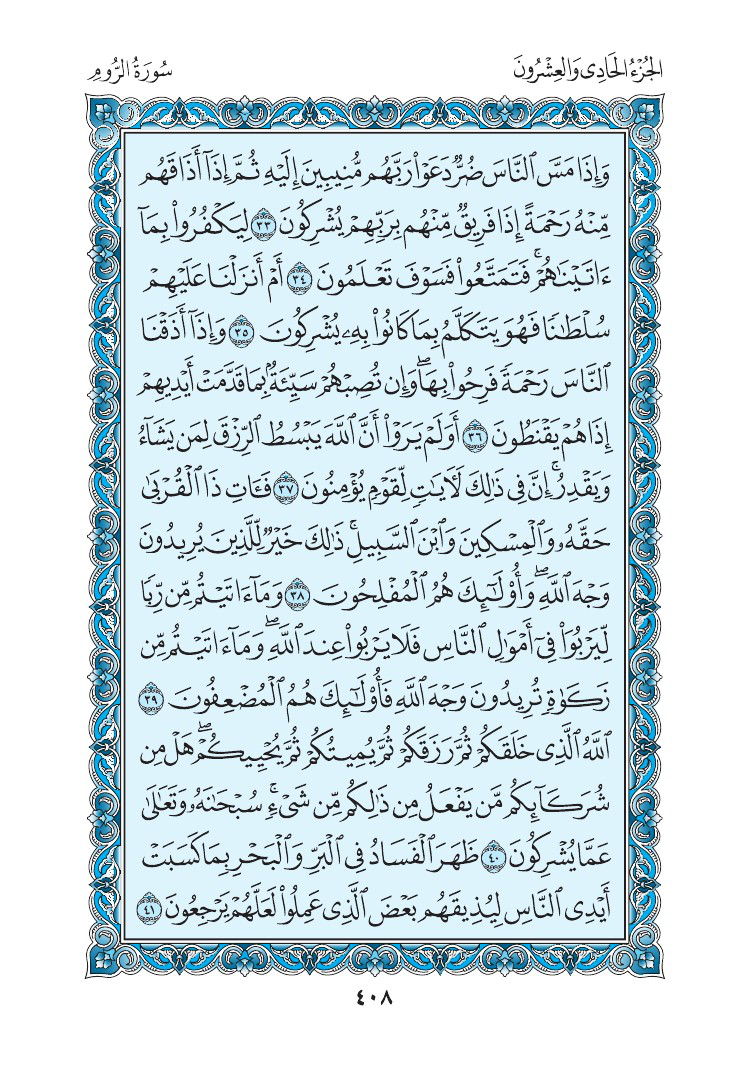 الجُزْءُ الحَادِى وَالعِشْرُونَ
سُورَةُ الرُّومِ
وَإِذَا مَسَّ ٱلنَّاسَ ضُرٌّ دَعَوْا۟ رَبَّهُم مُّنِيبِينَ إِلَيْهِ ثُمَّ إِذَآ أَذَاقَهُم
مِّنْهُ رَحْمَةً إِذَا فَرِيقٌ مِّنْهُم بِرَبِّهِمْ يُشْرِكُونَ ٣٣ لِيَكْفُرُوا۟ بِمَآ
ءَاتَيْنَٰهُمْ ۚ فَتَمَتَّعُوا۟ فَسَوْفَ تَعْلَمُونَ ٣٤ أَمْ أَنزَلْنَا عَلَيْهِمْ
سُلْطَٰنًا فَهُوَ يَتَكَلَّمُ بِمَا كَانُوا۟ بِهِۦ يُشْرِكُونَ ٣٥ وَإِذَآ أَذَقْنَا
ٱلنَّاسَ رَحْمَةً فَرِحُوا۟ بِهَا ۖ وَإِن تُصِبْهُمْ سَيِّئَةٌۢ بِمَا قَدَّمَتْ أَيْدِيهِمْ
إِذَا هُمْ يَقْنَطُونَ ٣٦ أَوَلَمْ يَرَوْا۟ أَنَّ ٱللَّهَ يَبْسُطُ ٱلرِّزْقَ لِمَن يَشَآءُ
وَيَقْدِرُ ۚ إِنَّ فِى ذَٰلِكَ لَءَايَٰتٍ لِّقَوْمٍ يُؤْمِنُونَ ٣٧ فَـَٔاتِ ذَا ٱلْقُرْبَىٰ
حَقَّهُۥ وَٱلْمِسْكِينَ وَٱبْنَ ٱلسَّبِيلِ ۚ ذَٰلِكَ خَيْرٌ لِّلَّذِينَ يُرِيدُونَ
وَجْهَ ٱللَّهِ ۖ وَأُو۟لَٰٓئِكَ هُمُ ٱلْمُفْلِحُونَ ٣٨ وَمَآ ءَاتَيْتُم مِّن رِّبًا
لِّيَرْبُوَا۟ فِىٓ أَمْوَٰلِ ٱلنَّاسِ فَلَا يَرْبُوا۟ عِندَ ٱللَّهِ ۖ وَمَآ ءَاتَيْتُم مِّن
زَكَوٰةٍ تُرِيدُونَ وَجْهَ ٱللَّهِ فَأُو۟لَٰٓئِكَ هُمُ ٱلْمُضْعِفُونَ ٣٩
ٱللَّهُ ٱلَّذِى خَلَقَكُمْ ثُمَّ رَزَقَكُمْ ثُمَّ يُمِيتُكُمْ ثُمَّ يُحْيِيكُمْ ۖ هَلْ مِن
شُرَكَآئِكُم مَّن يَفْعَلُ مِن ذَٰلِكُم مِّن شَىْءٍ ۚ سُبْحَٰنَهُۥ وَتَعَٰلَىٰ
عَمَّا يُشْرِكُونَ ٤٠ ظَهَرَ ٱلْفَسَادُ فِى ٱلْبَرِّ وَٱلْبَحْرِ بِمَا كَسَبَتْ
أَيْدِى ٱلنَّاسِ لِيُذِيقَهُم بَعْضَ ٱلَّذِى عَمِلُوا۟ لَعَلَّهُمْ يَرْجِعُونَ ٤١
٤٠٨